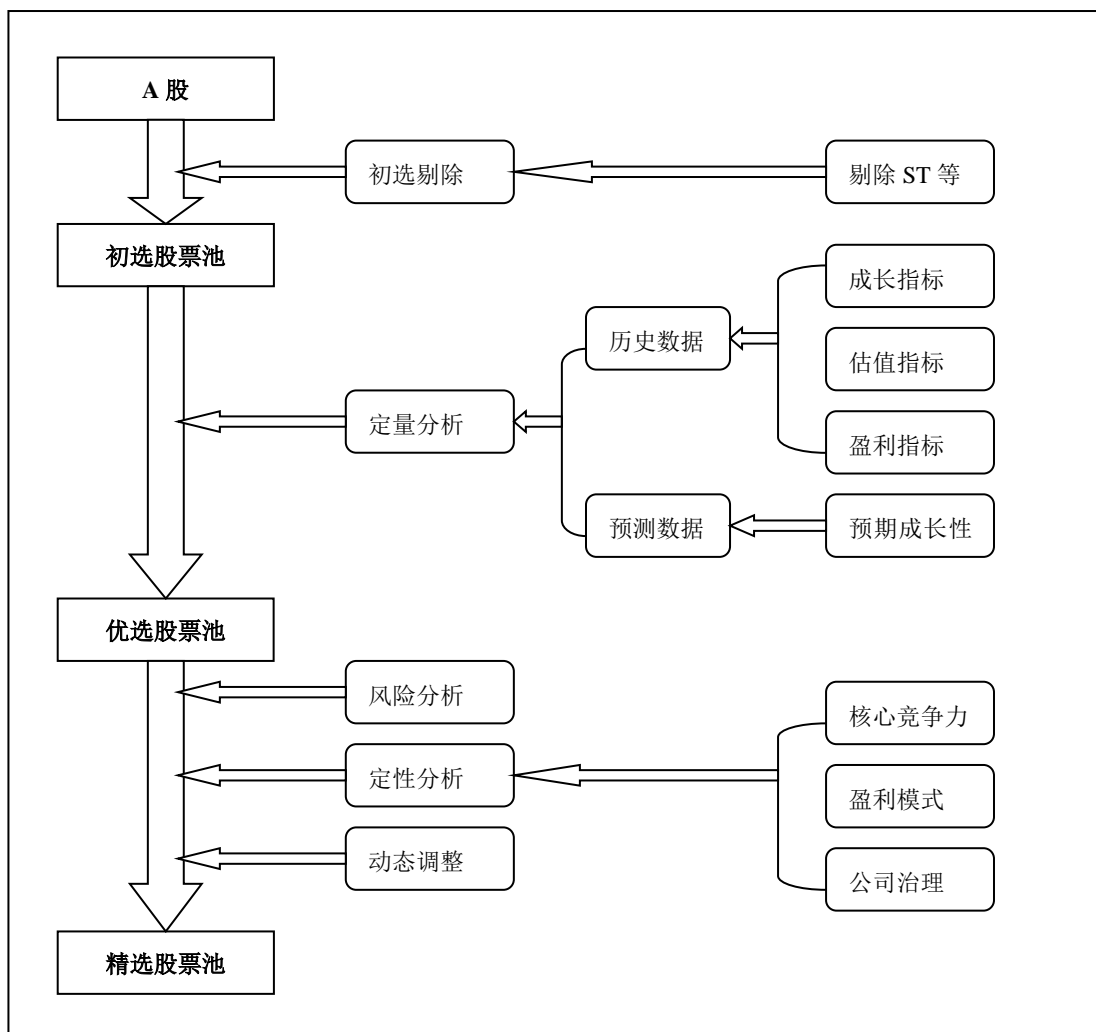 A 股
初选剔除
剔除 ST 等
初选股票池
成长指标
历史数据
估值指标
定量分析
盈利指标
预测数据
预期成长性
优选股票池
风险分析
核心竞争力
定性分析
盈利模式
动态调整
公司治理
精选股票池